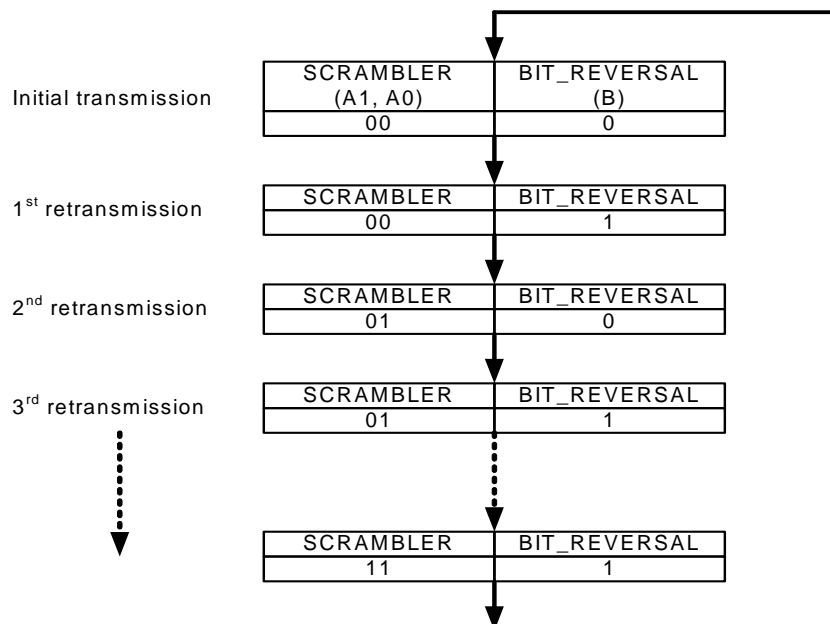 SCRAMBLER BIT_REVERSAL
Initial transmission (A1, A0) (B)
00 0
1st retransmission SCRAMBLER BIT_REVERSAL
00 1
2nd retransmission SCRAMBLER BIT_REVERSAL
01 0
3rd retransmission SCRAMBLER BIT_REVERSAL
01 1
SCRAMBLER BIT_REVERSAL
11 1